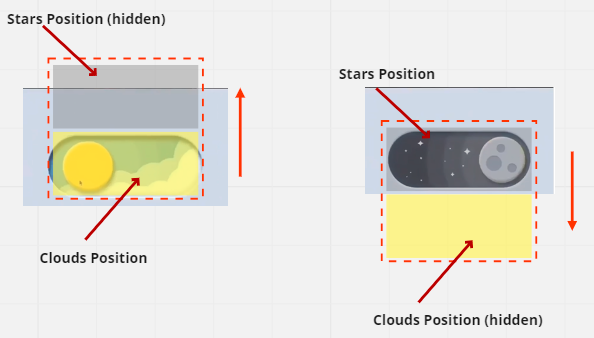 Stars Position (hidden)
Stars Position
Clouds Position
Clouds Position (hidden)